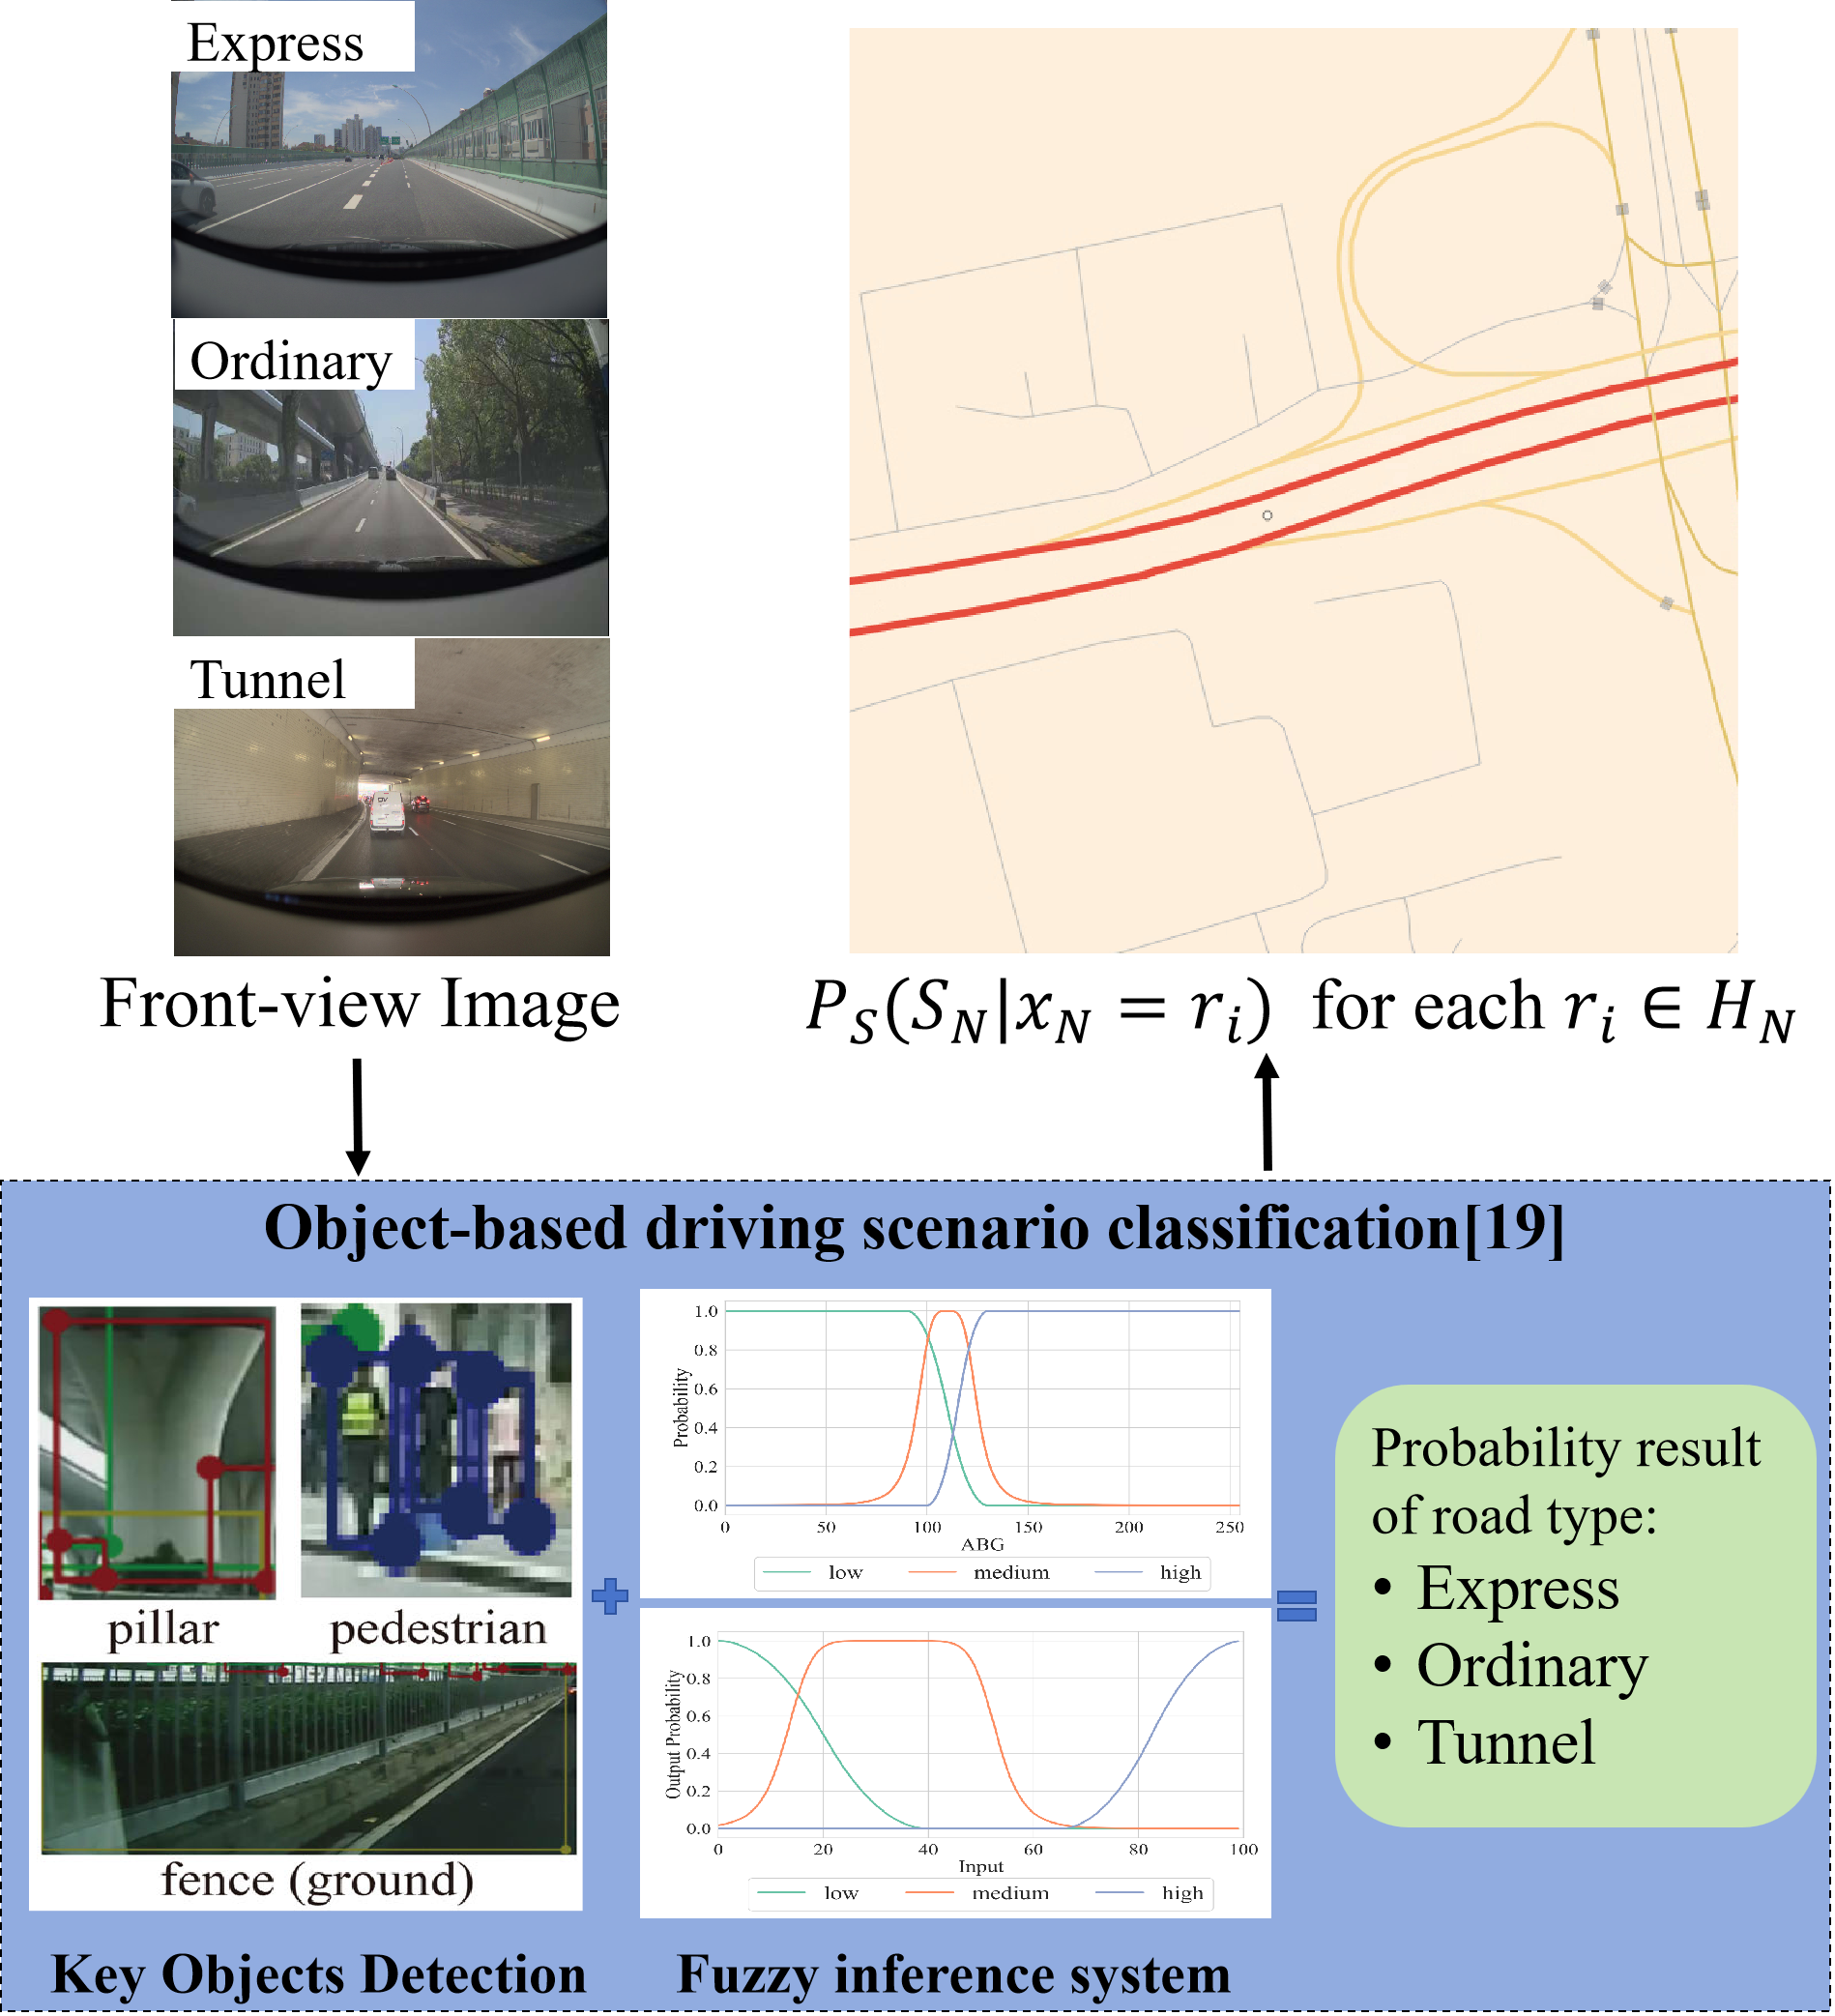 Express
Ordinary
Tunnel
Front-view Image
P_S(S_N|x_N = r_i) for each r_i ∈ H_N
Object-based driving scenario classification[19]
pillar
pedestrian
fence (ground)
Key Objects Detection
Probability
1.0
0.8
0.6
0.4
0.2
0.0
0 50 100 150 200 250
ABG
low medium high
Output Probability
1.0
0.8
0.6
0.4
0.2
0.0
0 20 40 60 80 100
Input
low medium high
Fuzzy inference system
Probability result
of road type:
• Express
• Ordinary
• Tunnel